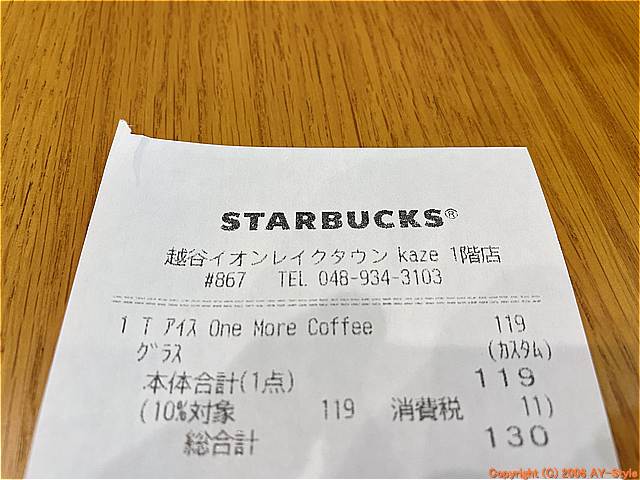 STARBUCKS®
越谷イオンレイクタウン kaze 1階店
#867 TEL 048-934-3103
1 T アイス One More Coffee 119
グラス (カスタム)
.本体合計(1点) 119
(10%対象 119 消費税 11)
総合計 130
Copyright (C) 2006 AY-Style